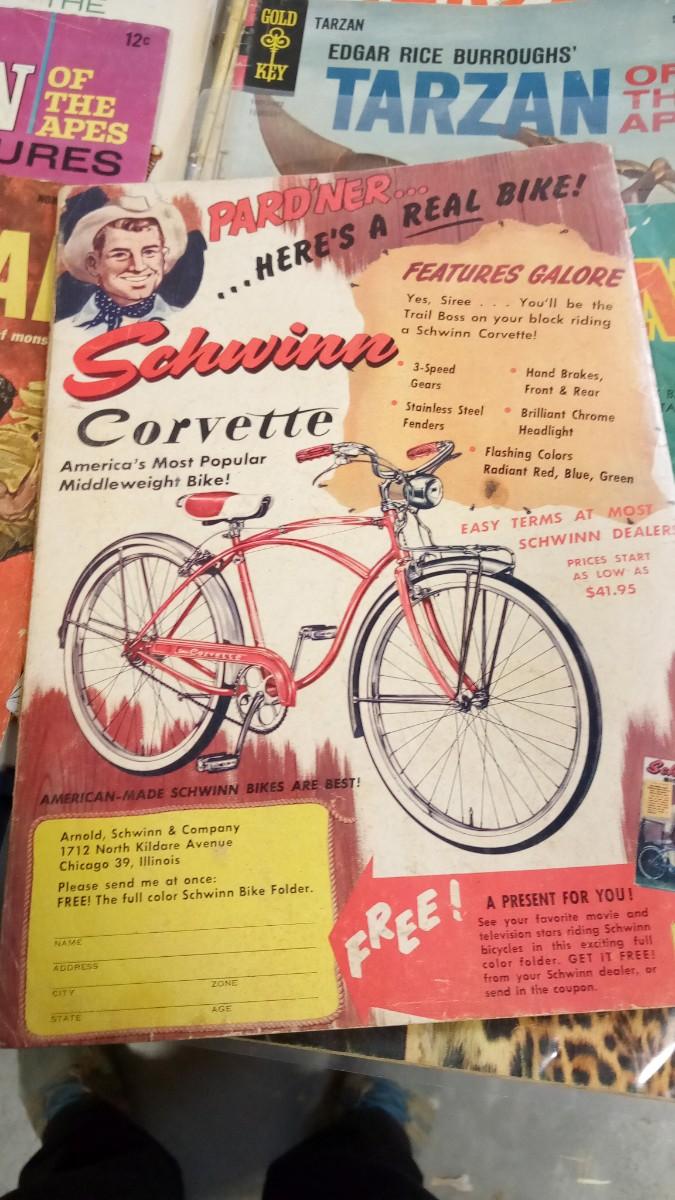 THE
12¢
OF
THE
APES
URES
GOLD
KEY
TARZAN
EDGAR RICE BURROUGHS'
TARZAN
OF
TH
AP
f mons
PARD'NER...
...HERE'S A REAL BIKE!
FEATURES GALORE
Yes, Siree . . . You'll be the
Trail Boss on your block riding
a Schwinn Corvette!
• 3-Speed
Gears
• Stainless Steel
Fenders
• Hand Brakes,
Front & Rear
• Brilliant Chrome
Headlight
• Flashing Colors
Radiant Red, Blue, Green
Schwinn
Corvette
America's Most Popular
Middleweight Bike!
EASY TERMS AT MOST
SCHWINN DEALERS
PRICES START
AS LOW AS
$41.95
CORVETTE
AMERICAN-MADE SCHWINN BIKES ARE BEST!
Arnold, Schwinn & Company
1712 North Kildare Avenue
Chicago 39, Illinois
Please send me at once:
FREE! The full color Schwinn Bike Folder.
NAME
ADDRESS
CITY ZONE
STATE AGE
FREE!
A PRESENT FOR YOU!
See your favorite movie and
television stars riding Schwinn
bicycles in this exciting full
color folder. GET IT FREE!
from your Schwinn dealer, or
send in the coupon.